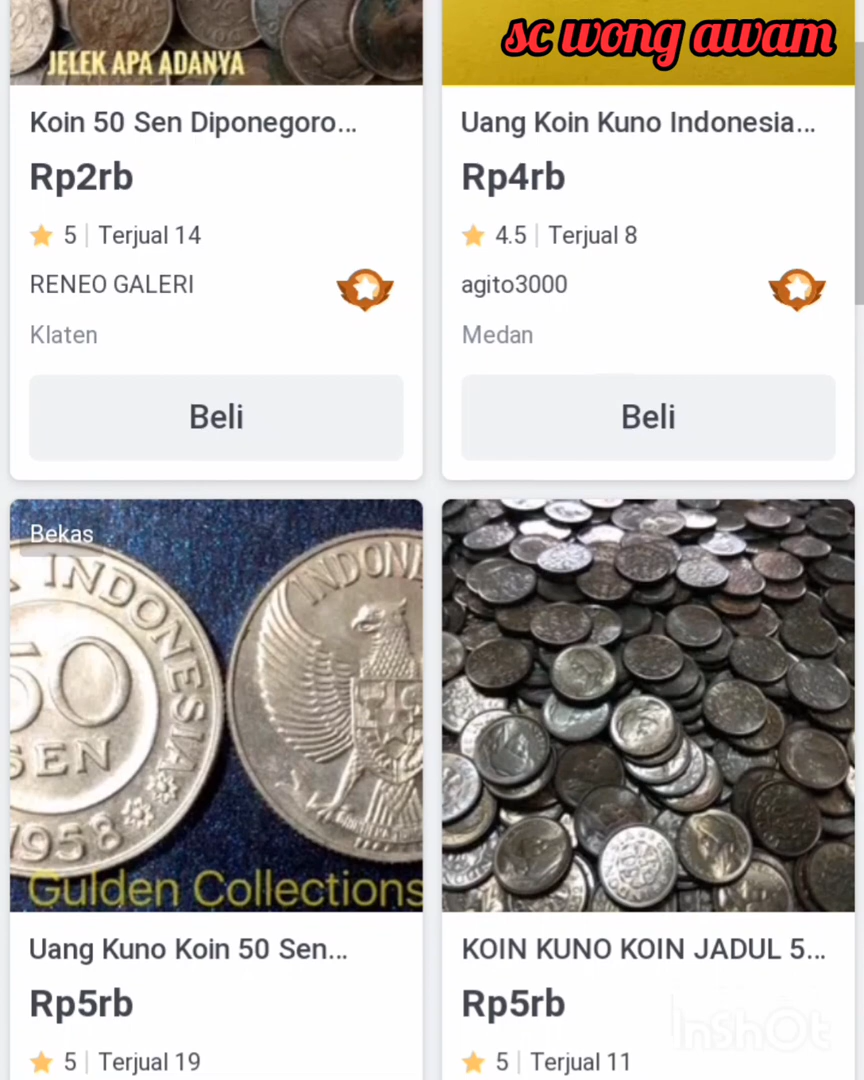 JELEK APA ADANYA
sc wong awam
Koin 50 Sen Diponegoro...
Rp2rb
5
Terjual 14
RENEO GALERI
Klaten
Beli
Uang Koin Kuno Indonesia...
Rp4rb
4.5
Terjual 8
agito3000
Medan
Beli
Bekas
INDONESIA
50
SEN
1958
INDONE
Gulden Collections
Uang Kuno Koin 50 Sen...
Rp5rb
5
Terjual 19
KOIN KUNO KOIN JADUL 5...
Rp5rb
5
Terjual 11
InShOt